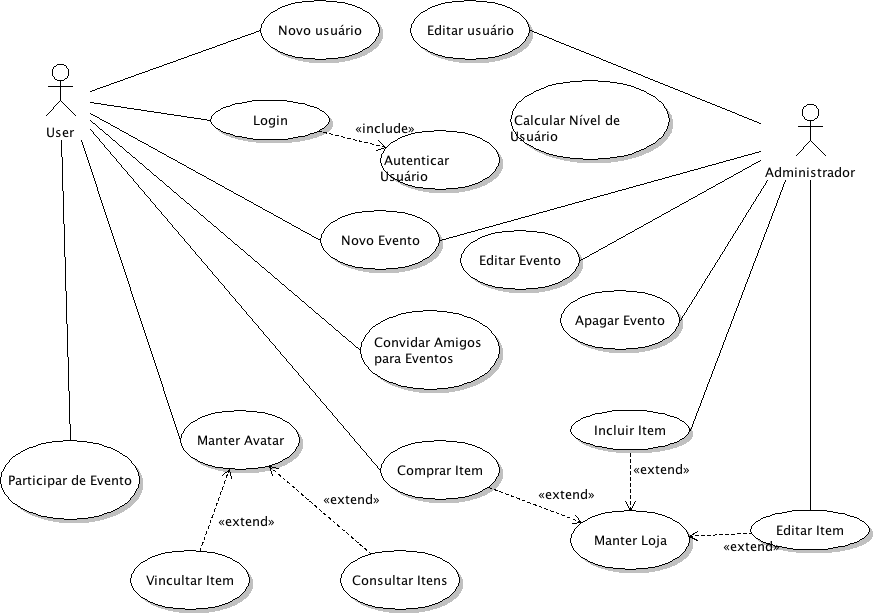 Novo usuário
Editar usuário
User
Login
«include»
Calcular Nível de
Usuário
Autenticar
Usuário
Administrador
Novo Evento
Editar Evento
Apagar Evento
Convidar Amigos
para Eventos
Manter Avatar
Incluir Item
Participar de Evento
Comprar Item
«extend»
«extend»
«extend»
«extend»
Manter Loja
Editar Item
«extend»
Vincultar Item
Consultar Itens